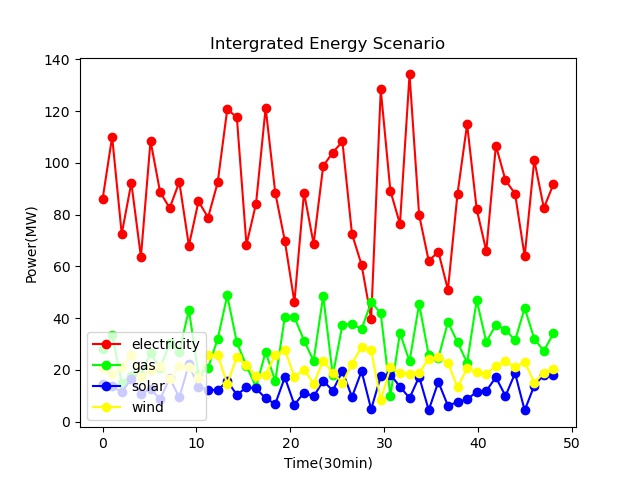 Intergrated Energy Scenario
Power(MW)
140
120
100
80
60
40
20
0
electricity
gas
solar
wind
0 10 20 30 40 50
Time(30min)